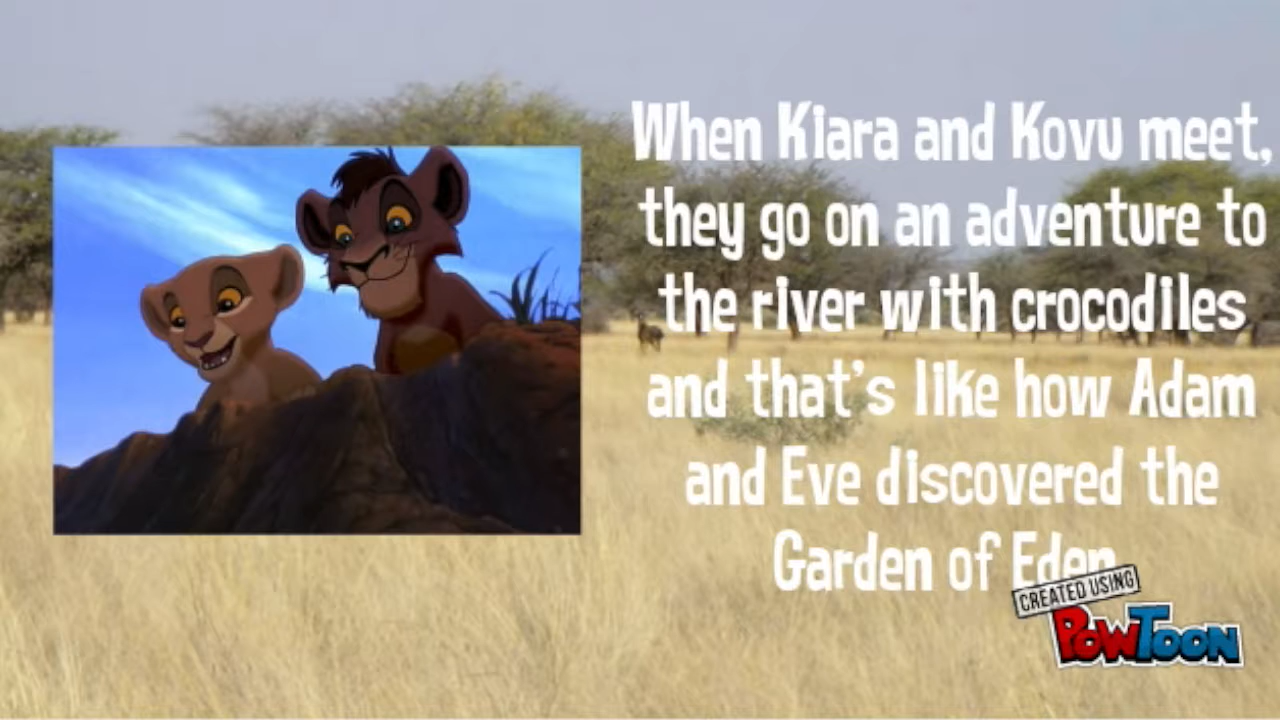 When Kiara and Kovu meet,
they go on an adventure to
the river with crocodiles
and that's like how Adam
and Eve discovered the
Garden of Eden
CREATED USING
POWTOON